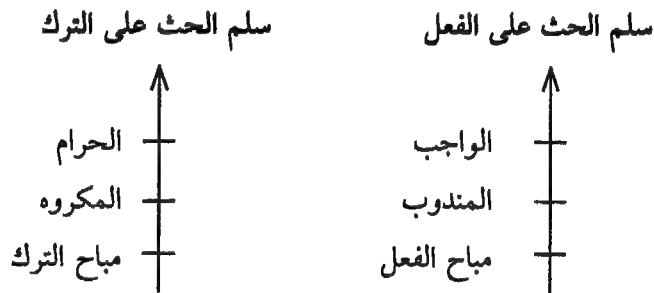 سلم الحث على الفعل
الواجب
المندوب
مباح الفعل
سلم الحث على الترك
الحرام
المكروه
مباح الترك